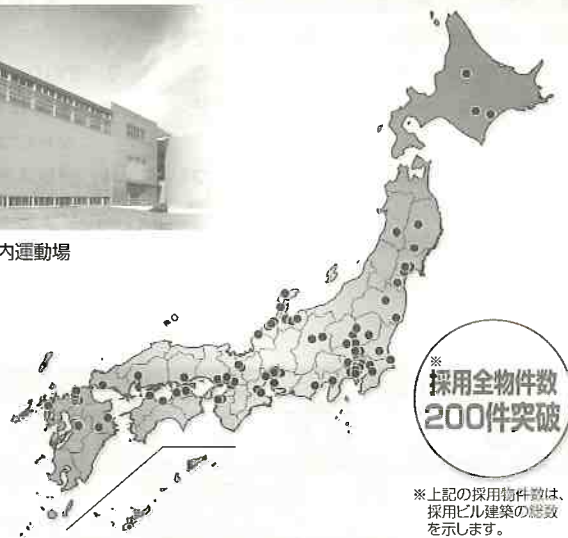 内運動場
※
採用全物件数
200件突破
※上記の採用物件数は、
採用ビル建築の総数
を示します。